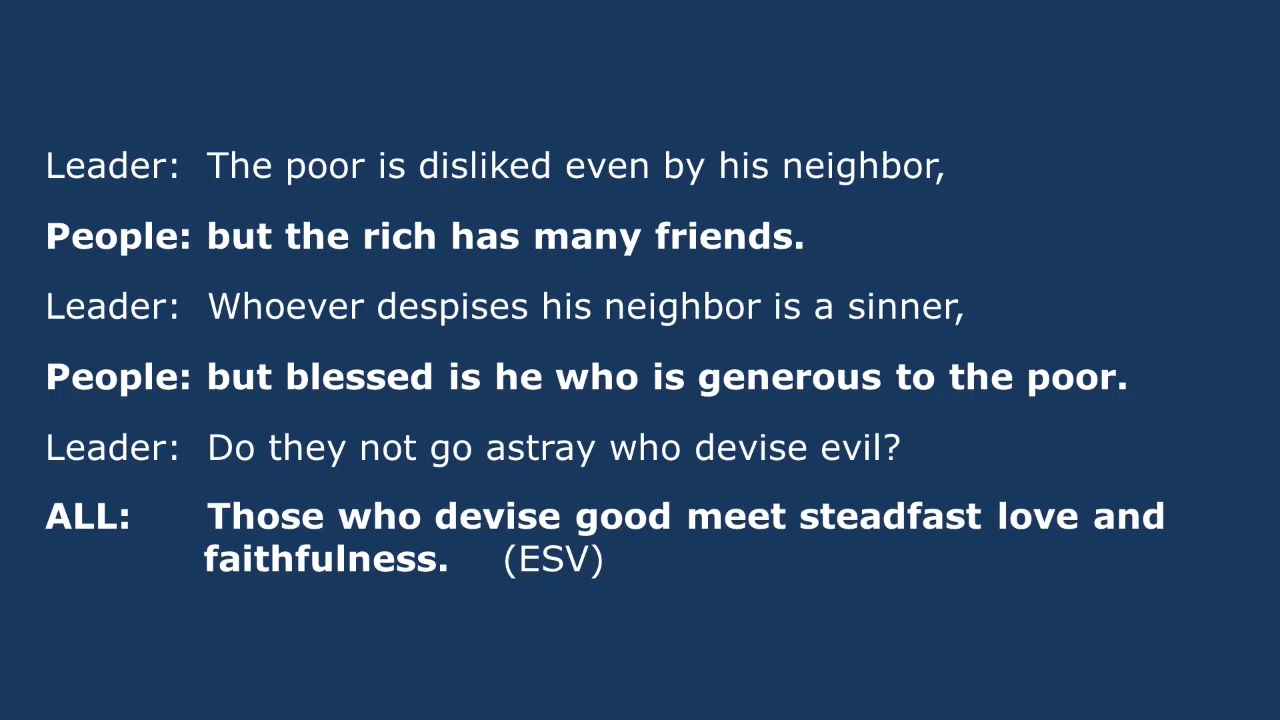 Leader: The poor is disliked even by his neighbor,
People: but the rich has many friends.
Leader: Whoever despises his neighbor is a sinner,
People: but blessed is he who is generous to the poor.
Leader: Do they not go astray who devise evil?
ALL: Those who devise good meet steadfast love and
faithfulness. (ESV)